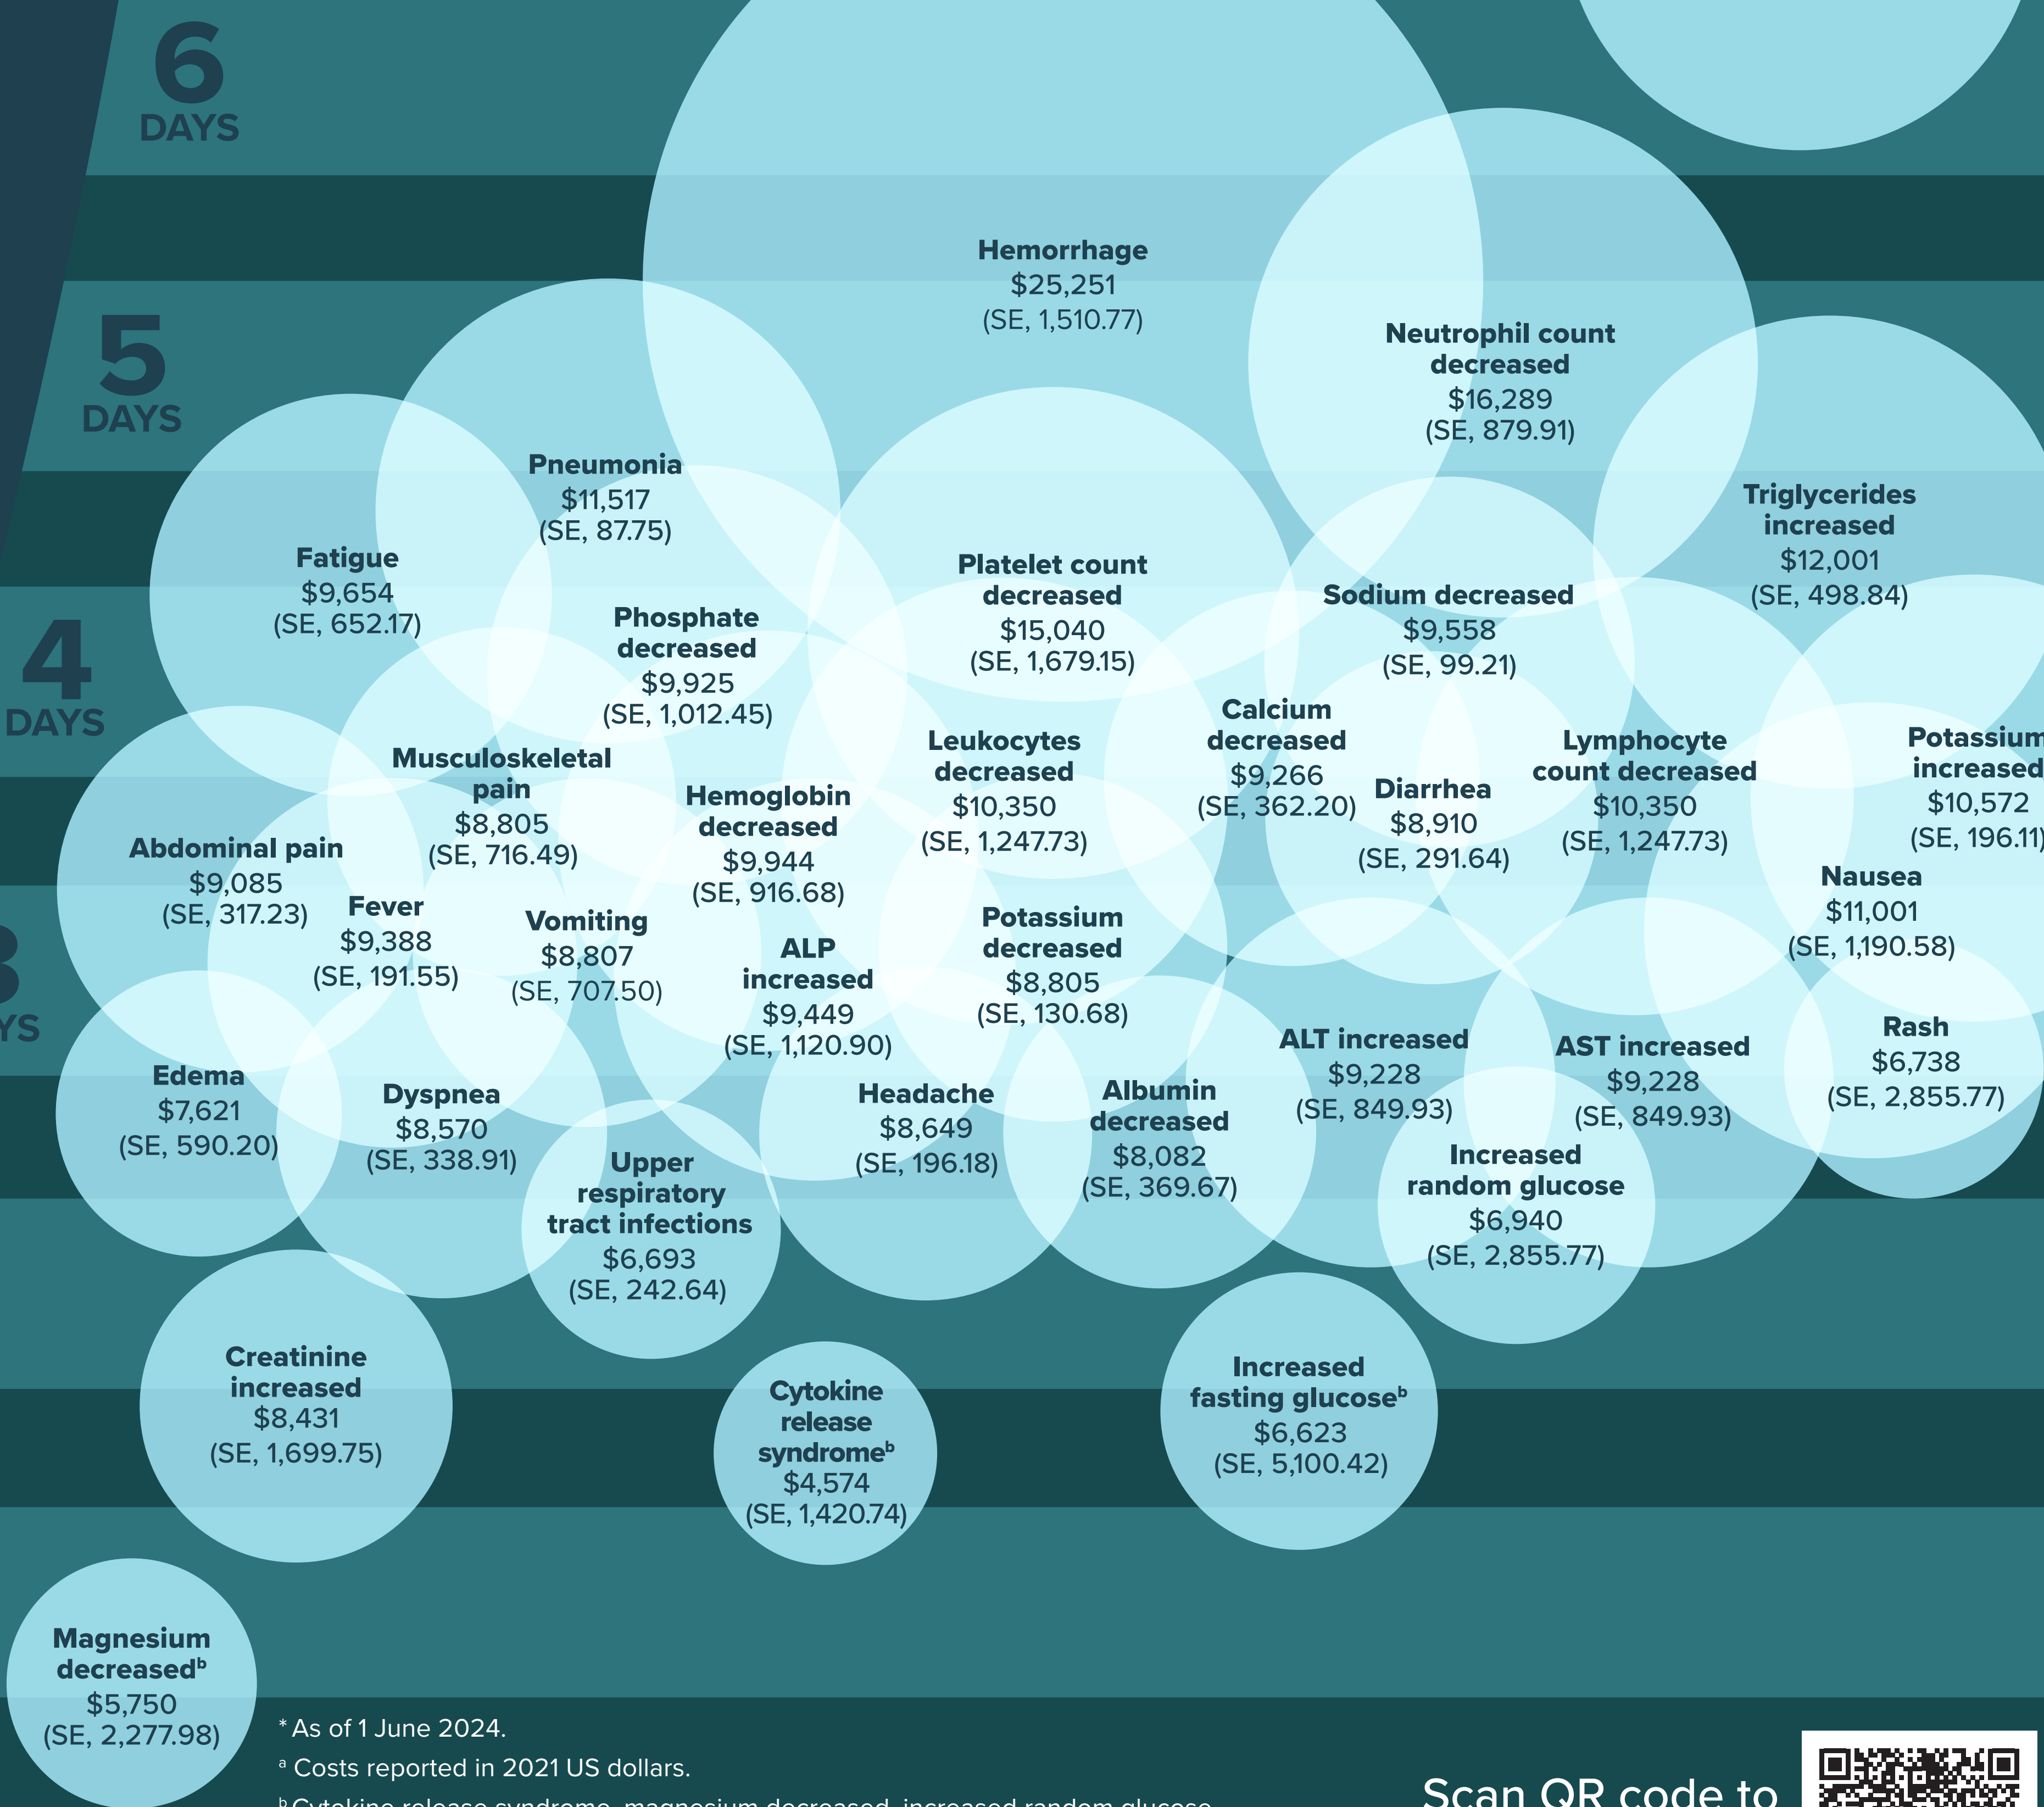 6
DAYS
Hemorrhage
$25,251
(SE, 1,510.77)
5
DAYS
Neutrophil count
decreased
$16,289
(SE, 879.91)
Pneumonia
$11,517
(SE, 87.75)
Triglycerides
increased
$12,001
(SE, 498.84)
Fatigue
$9,654
(SE, 652.17)
Platelet count
decreased
$15,040
(SE, 1,679.15)
Sodium decreased
$9,558
(SE, 99.21)
Phosphate
decreased
$9,925
(SE, 1,012.45)
4
DAYS
Calcium
decreased
$9,266
(SE, 362.20)
Musculoskeletal
pain
$8,805
(SE, 716.49)
Leukocytes
decreased
$10,350
(SE, 1,247.73)
Lymphocyte
count decreased
$10,350
(SE, 1,247.73)
Potassium
increased
$10,572
(SE, 196.11)
Diarrhea
$8,910
(SE, 291.64)
Hemoglobin
decreased
$9,944
(SE, 916.68)
Abdominal pain
$9,085
(SE, 317.23)
Nausea
$11,001
(SE, 1,190.58)
Fever
$9,388
(SE, 191.55)
Vomiting
$8,807
(SE, 707.50)
Potassium
decreased
$8,805
(SE, 130.68)
ALP
increased
$9,449
(SE, 1,120.90)
3
YS
Rash
$6,738
(SE, 2,855.77)
ALT increased
$9,228
(SE, 849.93)
AST increased
$9,228
(SE, 849.93)
Edema
$7,621
(SE, 590.20)
Dyspnea
$8,570
(SE, 338.91)
Headache
$8,649
(SE, 196.18)
Albumin
decreased
$8,082
(SE, 369.67)
Upper
respiratory
tract infections
$6,693
(SE, 242.64)
Increased
random glucose
$6,940
(SE, 2,855.77)
Creatinine
increased
$8,431
(SE, 1,699.75)
Cytokine
release
syndromeᵇ
$4,574
(SE, 1,420.74)
Increased
fasting glucoseᵇ
$6,623
(SE, 5,100.42)
Magnesium
decreasedᵇ
$5,750
(SE, 2,277.98)
* As of 1 June 2024.
ᵃ Costs reported in 2021 US dollars.
ᵇ Cytokine release syndrome, magnesium decreased, increased random glucose,
Scan QR code to